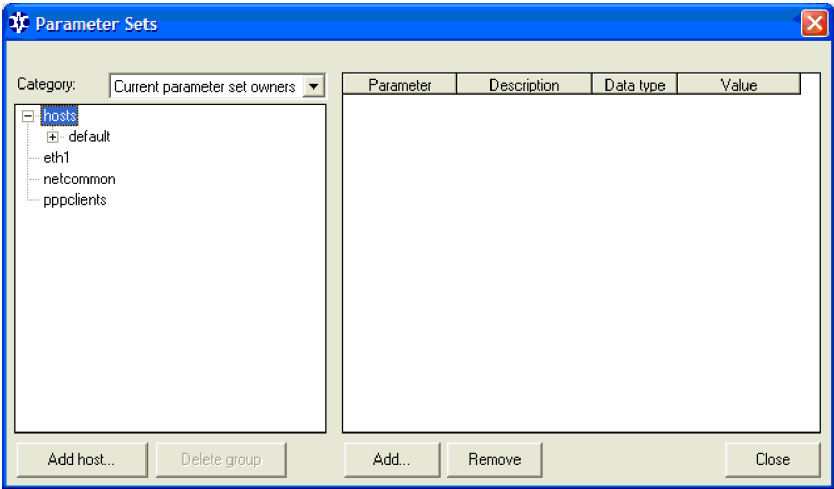 Parameter Sets
Category: Current parameter set owners
Parameter Description Data type Value
hosts
default
eth1
netcommon
pppclients
Add host... Delete group Add... Remove Close